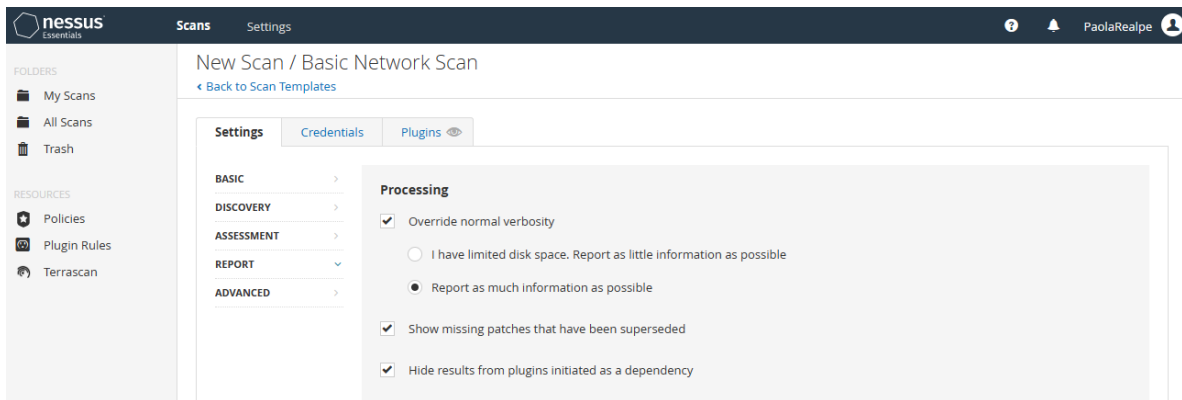 nessus
Essentials
Scans
Settings
PaolaRealpe
FOLDERS
My Scans
All Scans
Trash
RESOURCES
Policies
Plugin Rules
Terrascan
New Scan / Basic Network Scan
Back to Scan Templates
Settings
Credentials
Plugins
BASIC
DISCOVERY
ASSESSMENT
REPORT
ADVANCED
Processing
Override normal verbosity
I have limited disk space. Report as little information as possible
Report as much information as possible
Show missing patches that have been superseded
Hide results from plugins initiated as a dependency